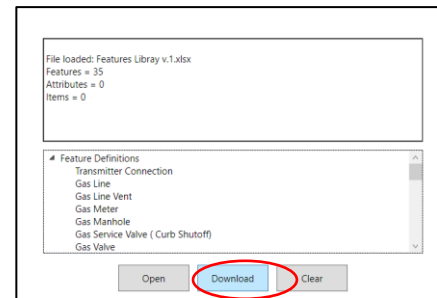 File loaded: Features Libray v.1.xlsx
Features = 35
Attributes = 0
Items = 0
Feature Definitions
Transmitter Connection
Gas Line
Gas Line Vent
Gas Meter
Gas Manhole
Gas Service Valve ( Curb Shutoff)
Gas Valve
Open Download Clear